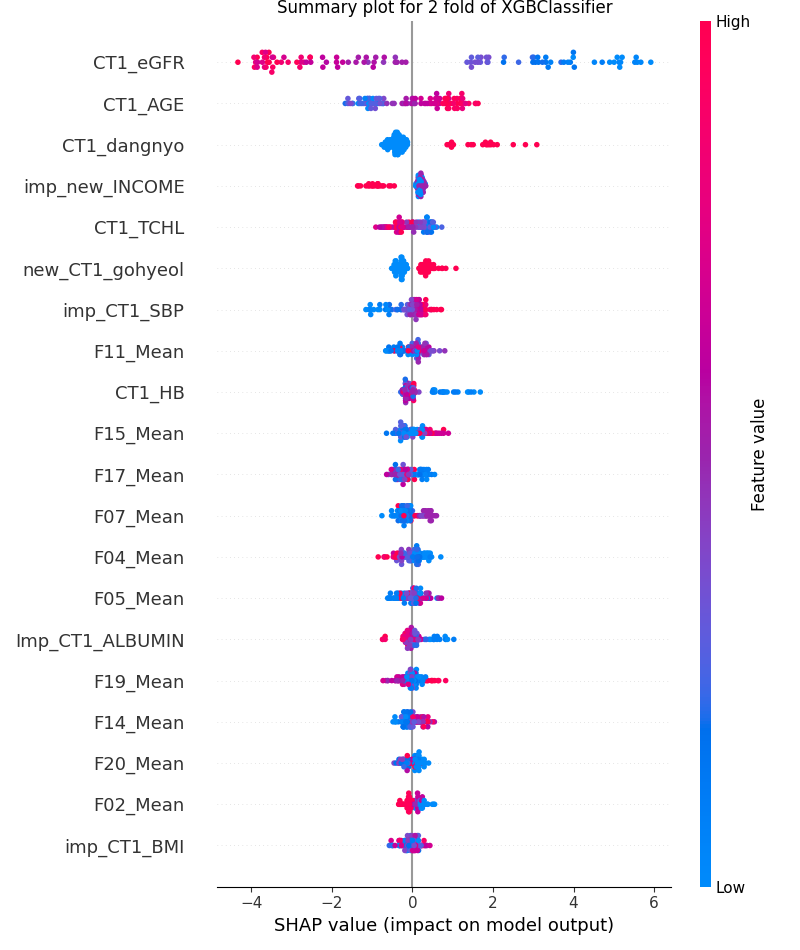 Summary plot for 2 fold of XGBClassifier
High
CT1_eGFR
CT1_AGE
CT1_dangnyo
imp_new_INCOME
CT1_TCHL
new_CT1_gohyeol
imp_CT1_SBP
F11_Mean
CT1_HB
F15_Mean
F17_Mean
F07_Mean
F04_Mean
F05_Mean
Imp_CT1_ALBUMIN
F19_Mean
F14_Mean
F20_Mean
F02_Mean
imp_CT1_BMI
Feature value
Low
−4 −2 0 2 4 6
SHAP value (impact on model output)